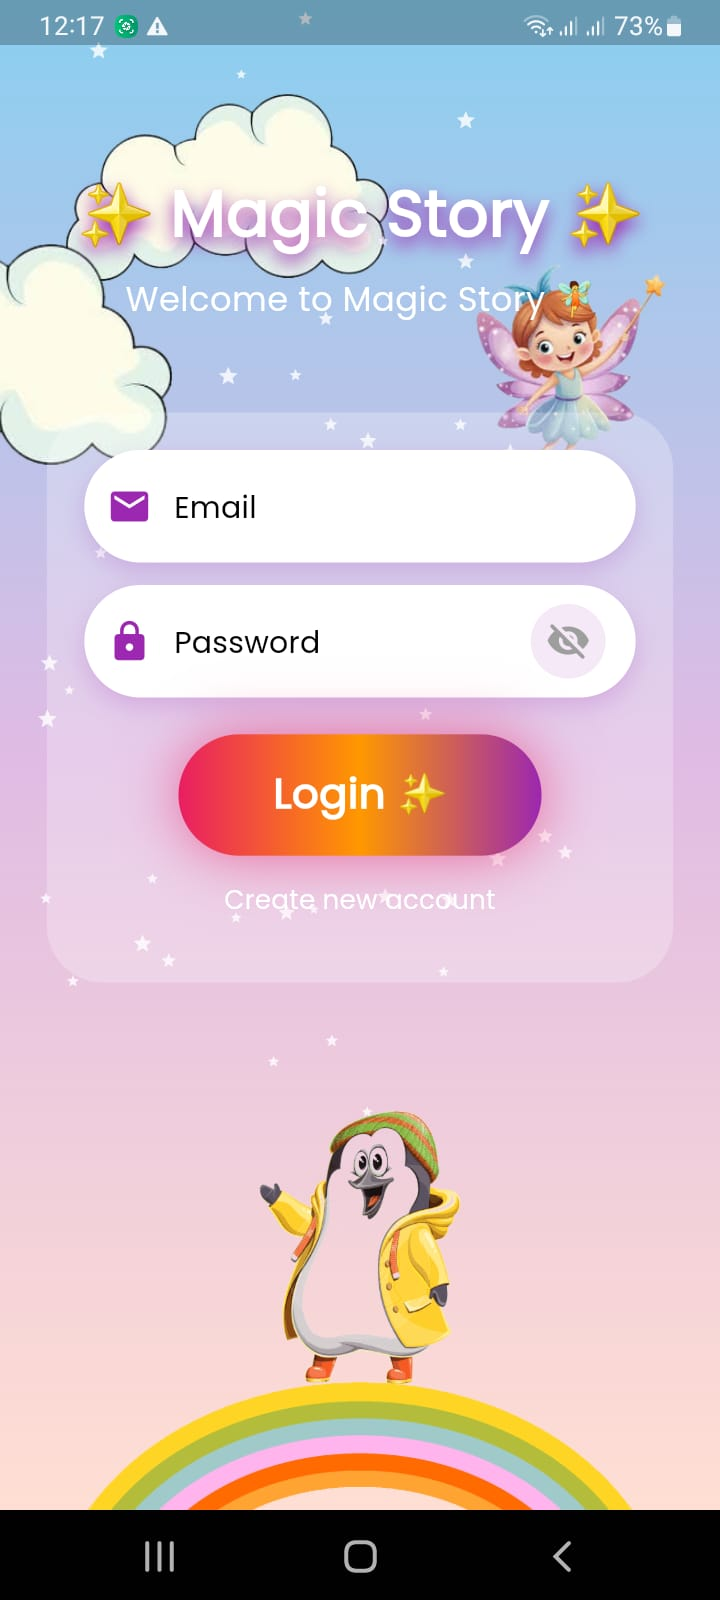 12:17 73%
✨ Magic Story ✨
Welcome to Magic Story
Email
Password
Login ✨
Create new account